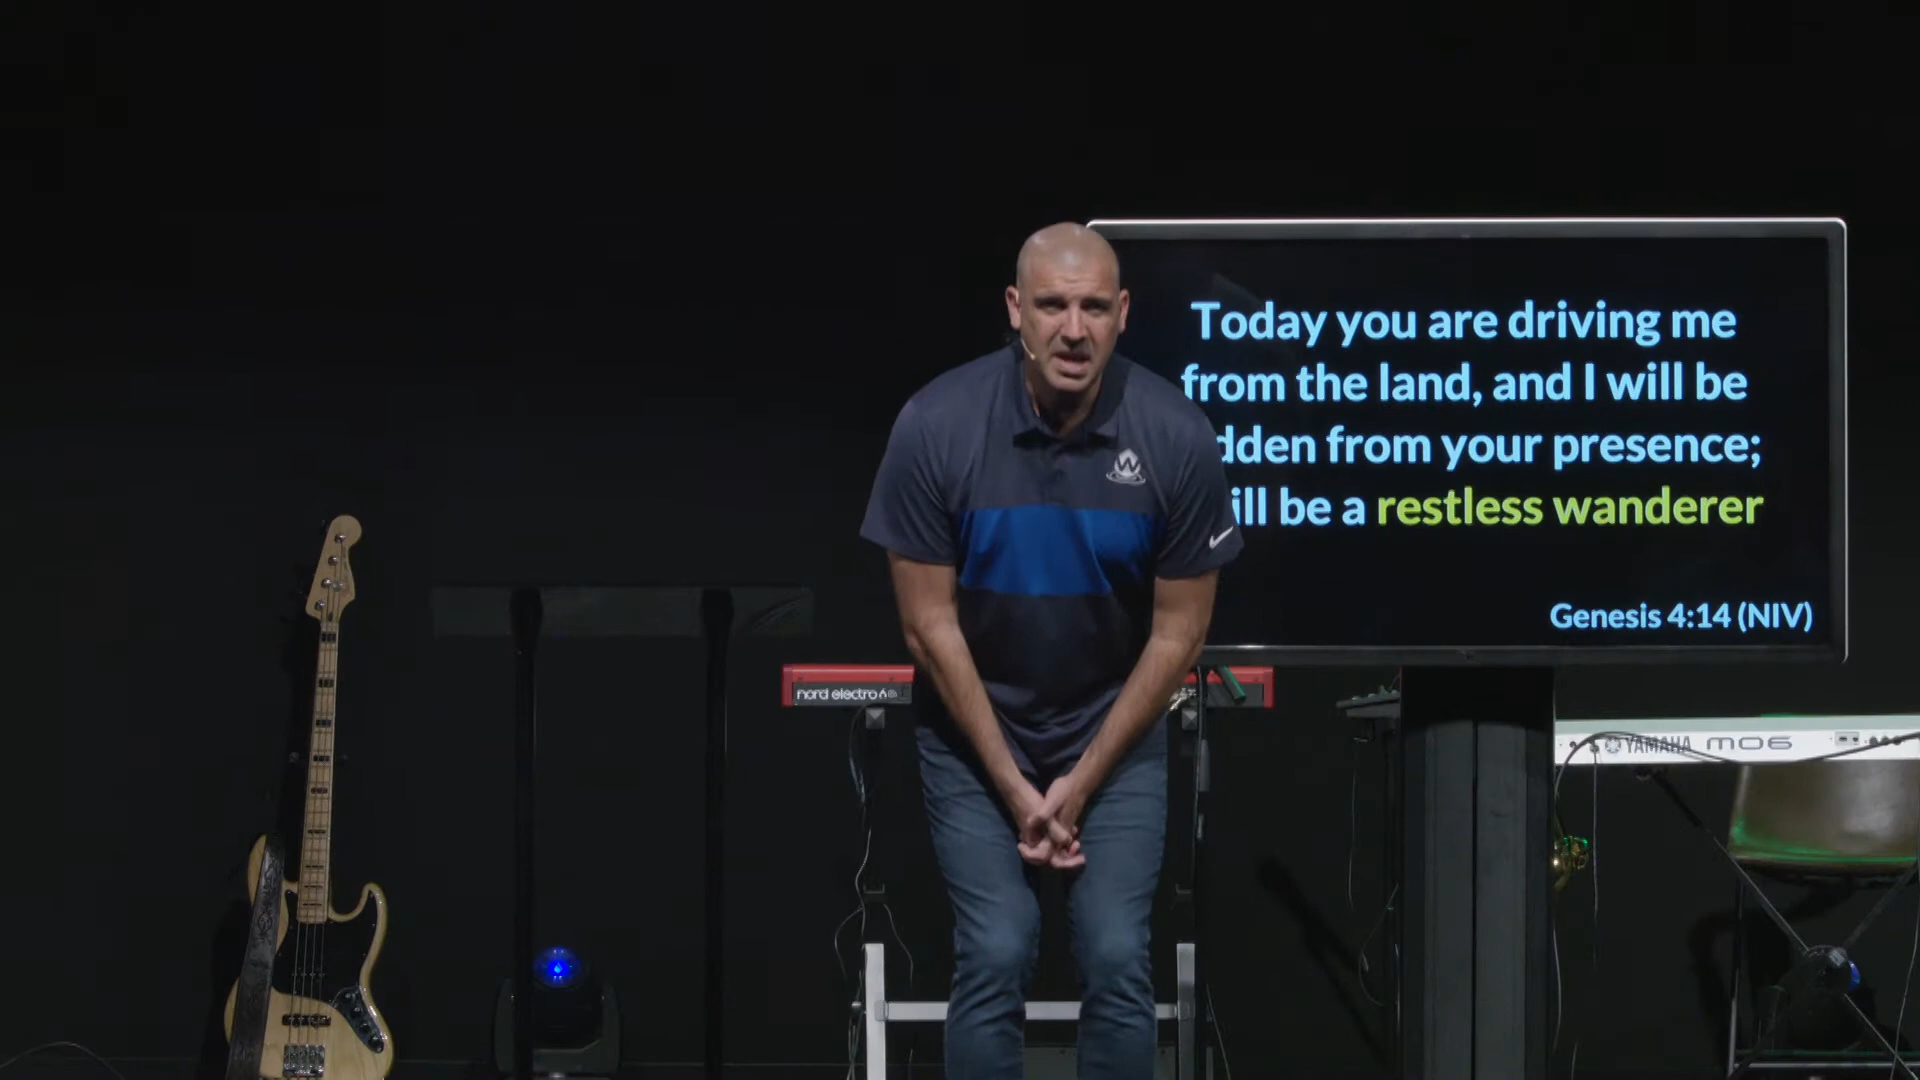 Today you are driving me
from the land, and I will be
dden from your presence;
ill be a restless wanderer
Genesis 4:14 (NIV)
nord electro 6
YAMAHA MO6
W